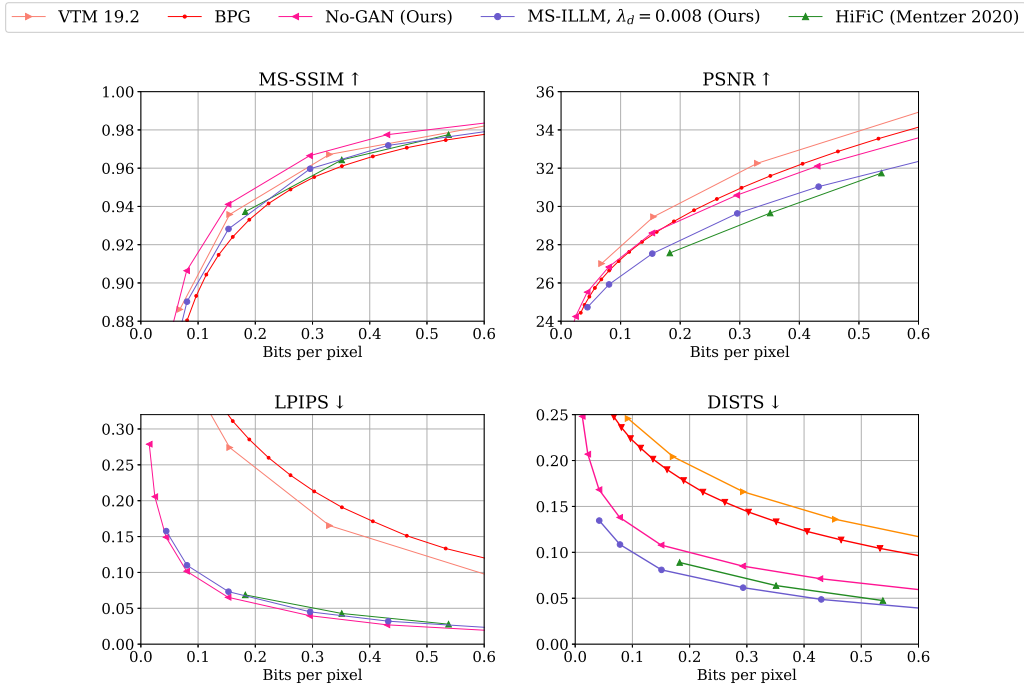 VTM 19.2 BPG No-GAN (Ours) MS-ILLM, λd = 0.008 (Ours) HiFiC (Mentzer 2020)
MS-SSIM ↑
1.00
0.98
0.96
0.94
0.92
0.90
0.88
0.0 0.1 0.2 0.3 0.4 0.5 0.6
Bits per pixel
PSNR ↑
36
34
32
30
28
26
24
0.0 0.1 0.2 0.3 0.4 0.5 0.6
Bits per pixel
LPIPS ↓
0.30
0.25
0.20
0.15
0.10
0.05
0.00
0.0 0.1 0.2 0.3 0.4 0.5 0.6
Bits per pixel
DISTS ↓
0.25
0.20
0.15
0.10
0.05
0.00
0.0 0.1 0.2 0.3 0.4 0.5 0.6
Bits per pixel